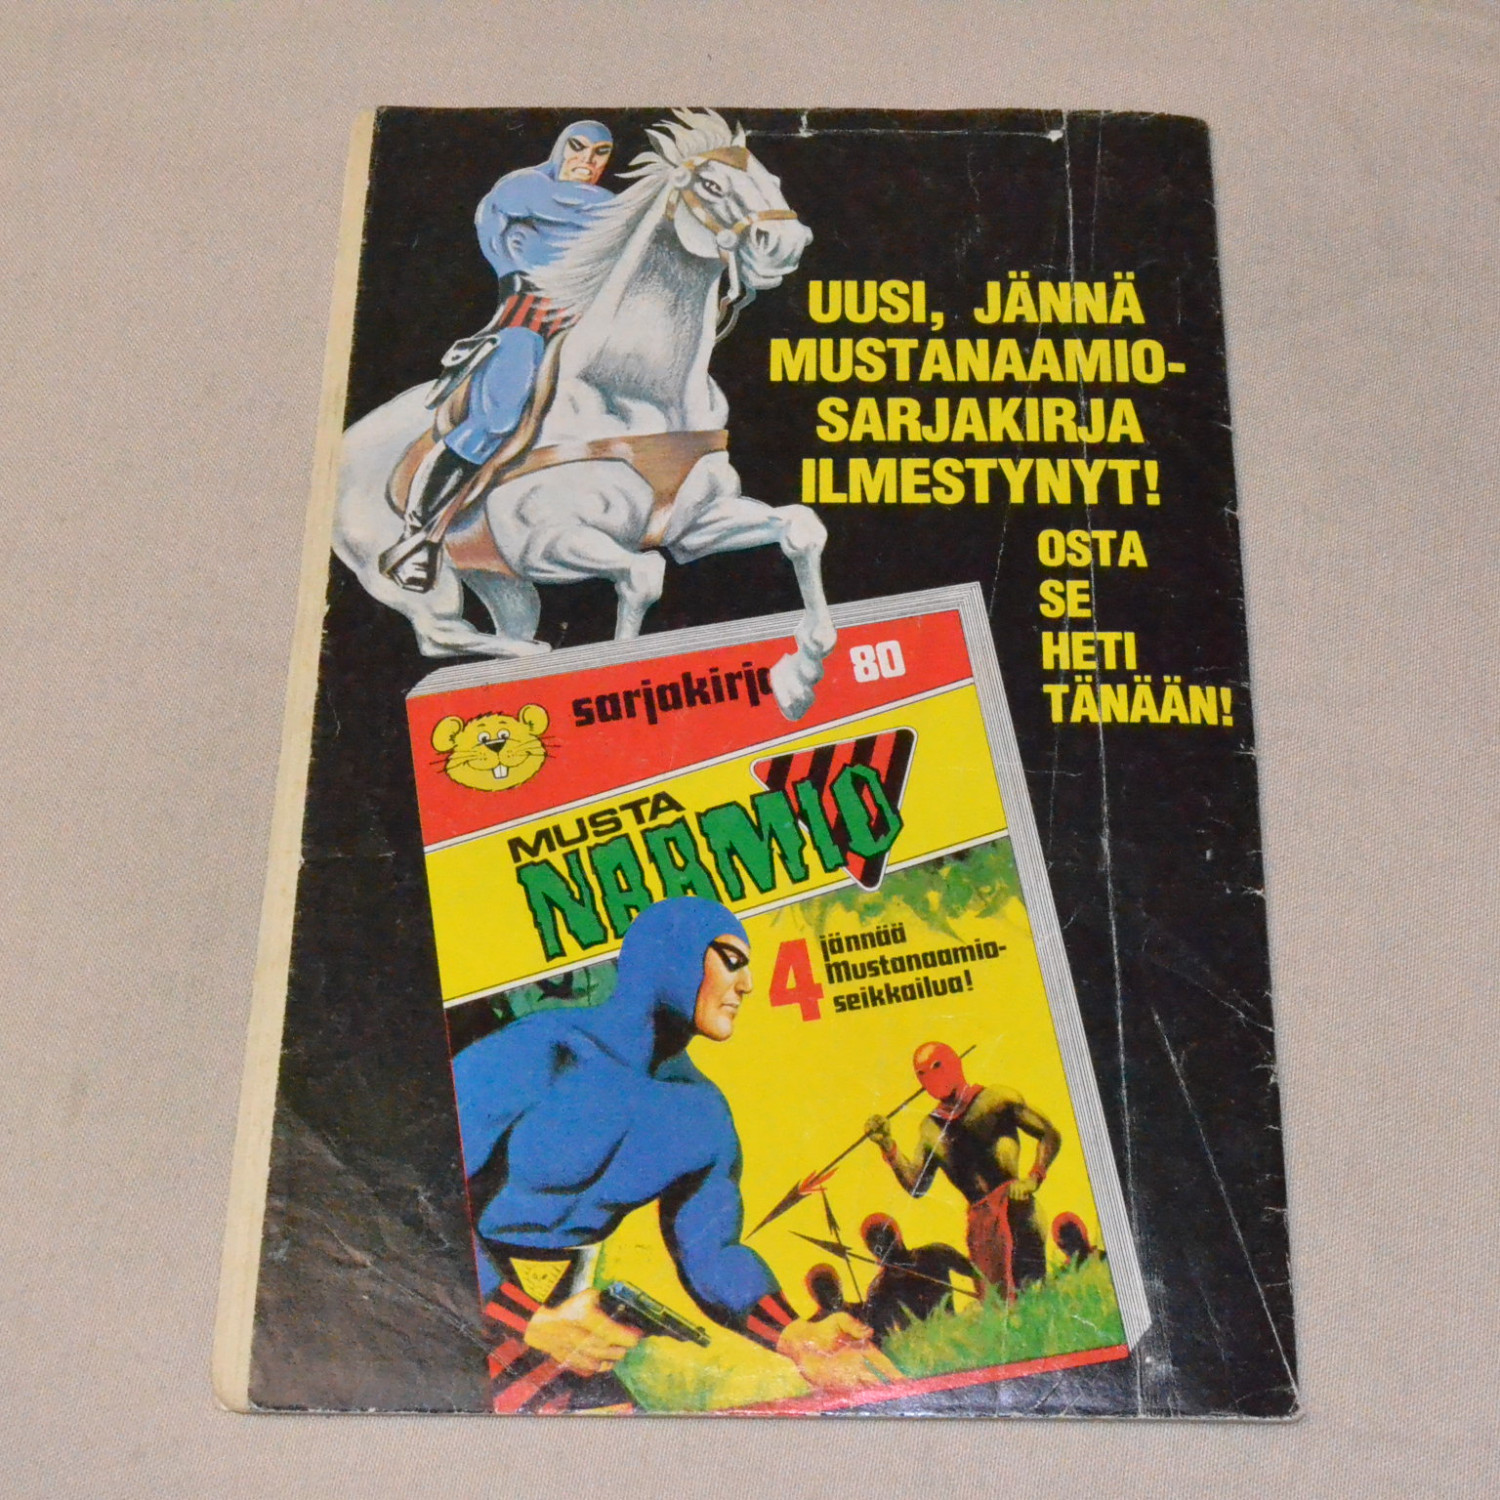 UUSI, JÄNNÄ
MUSTANAAMIO-
SARJAKIRJA
ILMESTYNYT!
OSTA
SE
HETI
TÄNÄÄN!
sarjakirja 80
MUSTA
NAAMIO
4 jännää
Mustanaamio-
seikkailua!